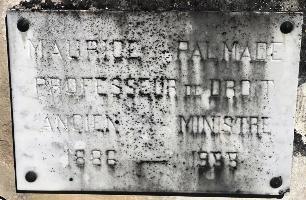 MAURICE PALMADE
PROFESSEUR DE DROIT
ANCIEN MINISTRE
1886 —